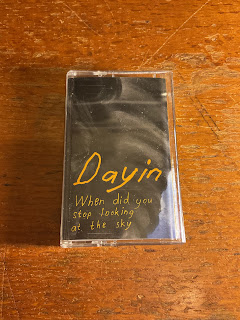 Dayin
When did you
stop looking
at the sky